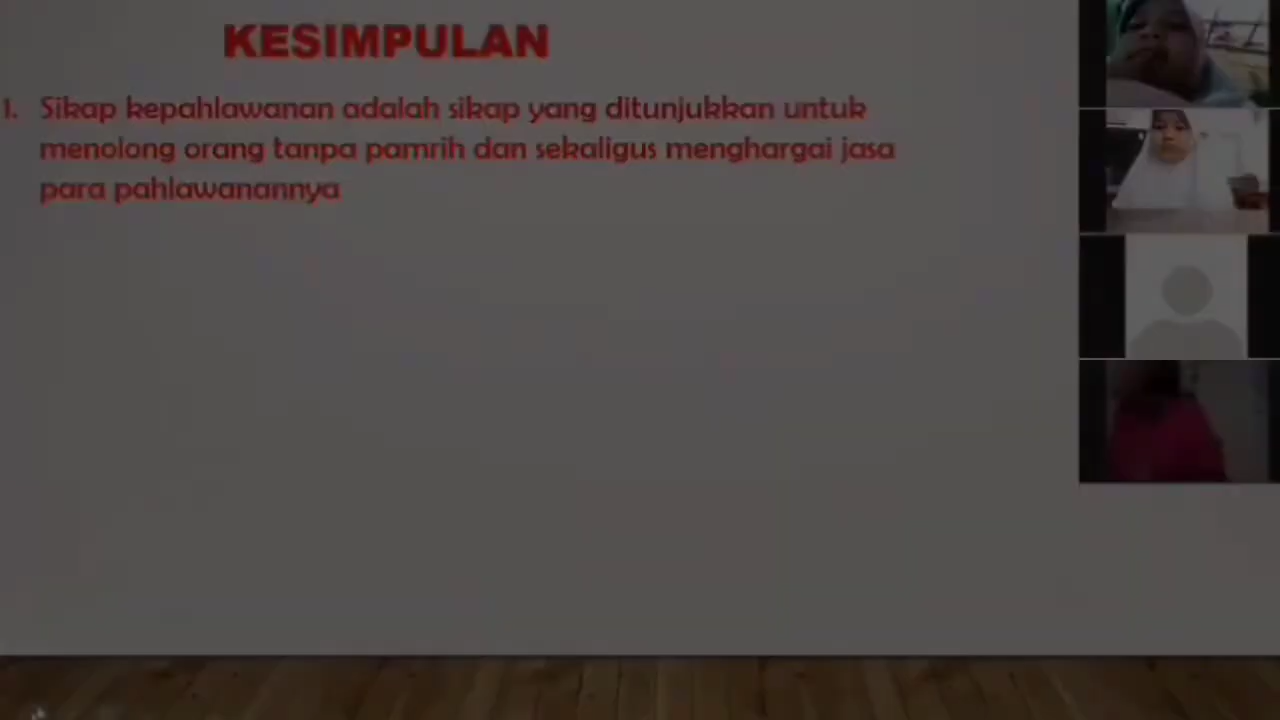 KESIMPULAN
1. Sikap kepahlawanan adalah sikap yang ditunjukkan untuk
menolong orang tanpa pamrih dan sekaligus menghargai jasa
para pahlawanannya